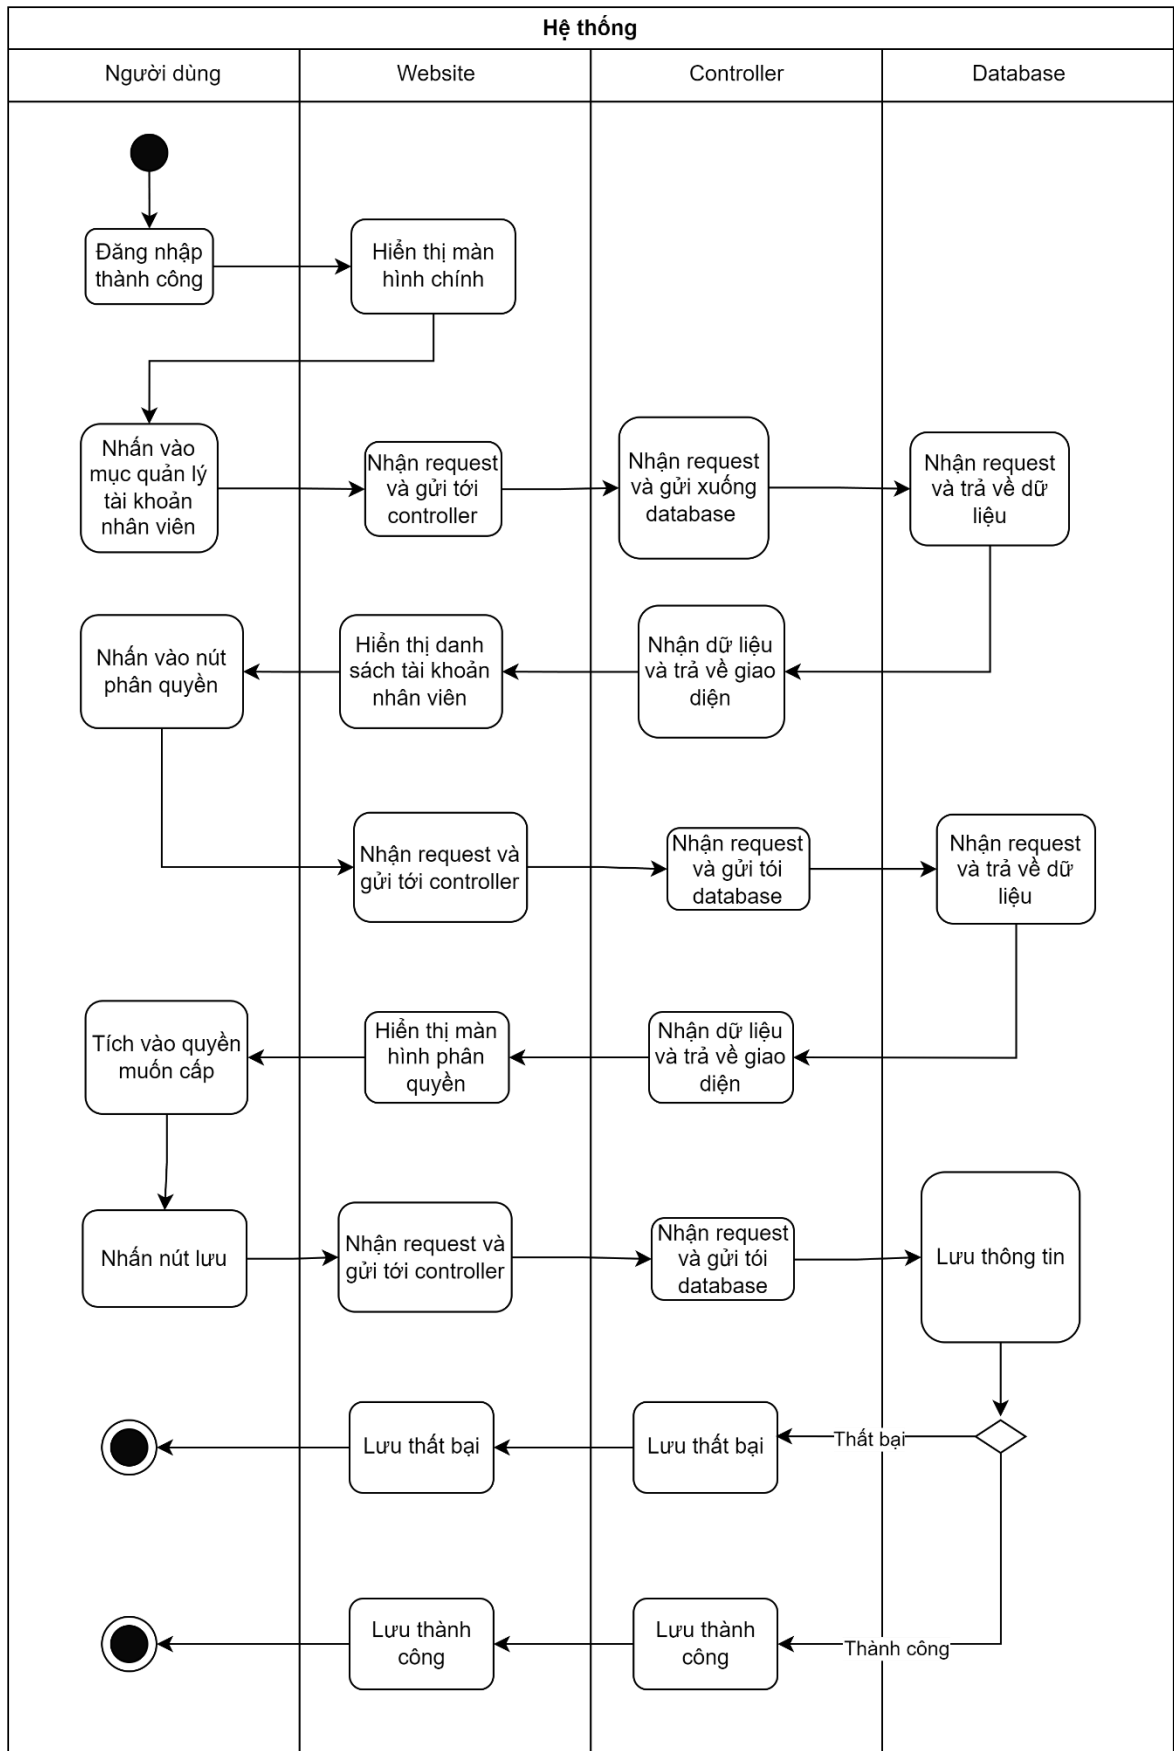 Hệ thống
Người dùng
Website
Controller
Database
Đăng nhập
thành công
Hiển thị màn
hình chính
Nhấn vào
mục quản lý
tài khoản
nhân viên
Nhận request
và gửi tới
controller
Nhận request
và gửi xuống
database
Nhận request
và trả về dữ
liệu
Nhấn vào nút
phân quyền
Hiển thị danh
sách tài khoản
nhân viên
Nhận dữ liệu
và trả về giao
diện
Nhận request và
gửi tới controller
Nhận request
và gửi tói
database
Nhận request
và trả về dữ
liệu
Tích vào quyền
muốn cấp
Hiển thị màn
hình phân
quyền
Nhận dữ liệu
và trả về giao
diện
Nhấn nút lưu
Nhận request và
gửi tới controller
Nhận request
và gửi tói
database
Lưu thông tin
Lưu thất bại
Lưu thất bại
Thất bại
Lưu thành
công
Lưu thành
công
Thành công